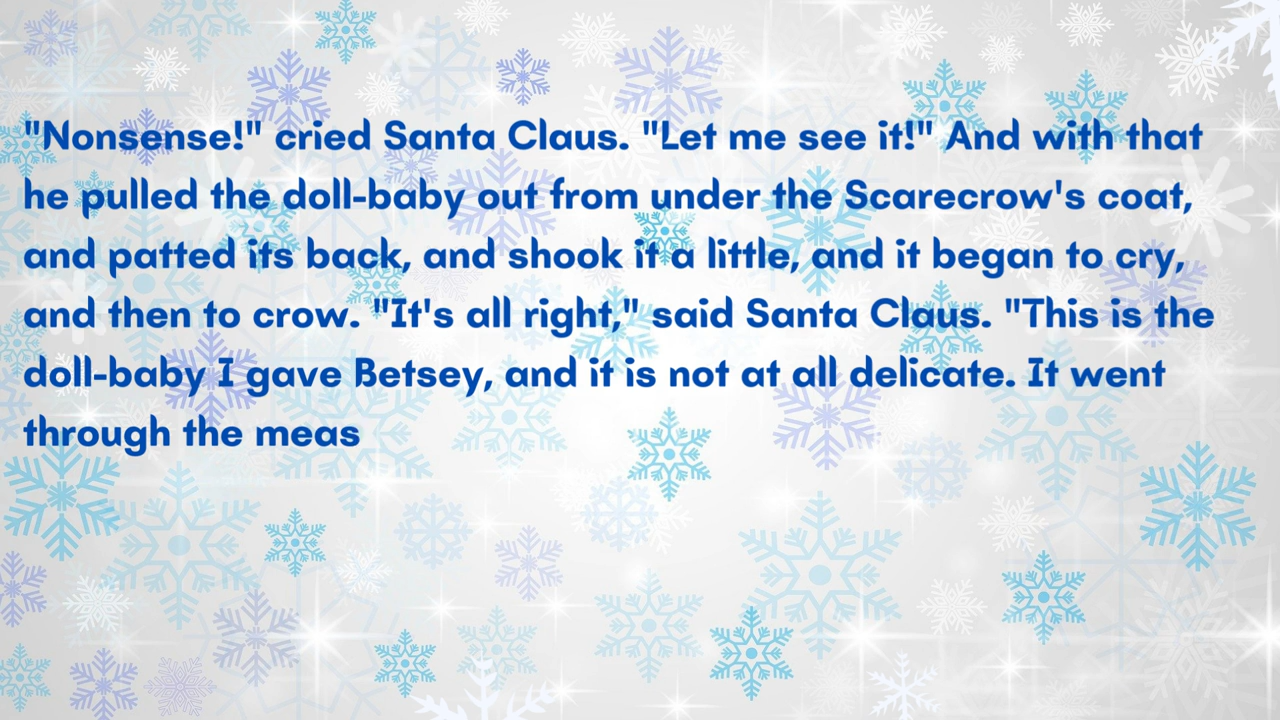 "Nonsense!" cried Santa Claus. "Let me see it!" And with that
he pulled the doll-baby out from under the Scarecrow's coat,
and patted its back, and shook it a little, and it began to cry,
and then to crow. "It's all right," said Santa Claus. "This is the
doll-baby I gave Betsey, and it is not at all delicate. It went
through the meas